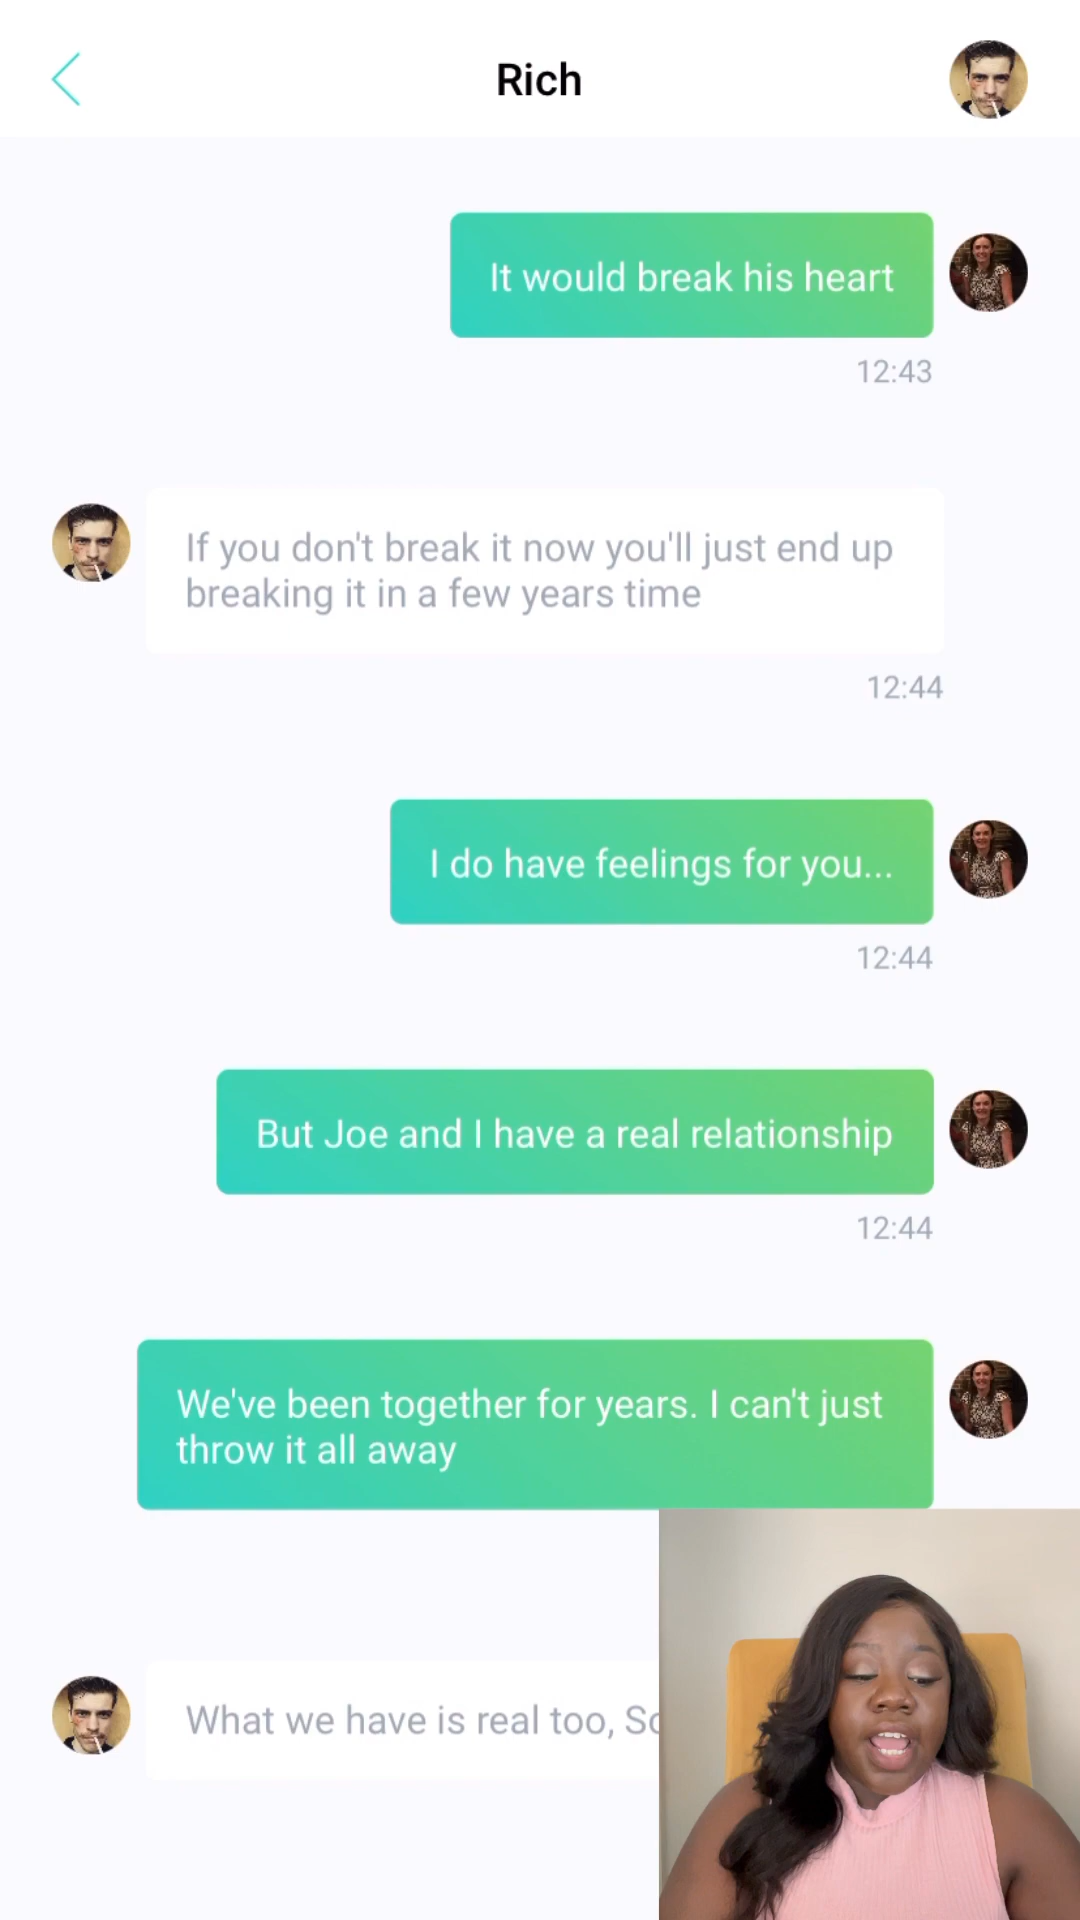 Rich
It would break his heart
12:43
If you don't break it now you'll just end up
breaking it in a few years time
12:44
I do have feelings for you...
12:44
But Joe and I have a real relationship
12:44
We've been together for years. I can't just
throw it all away
What we have is real too,